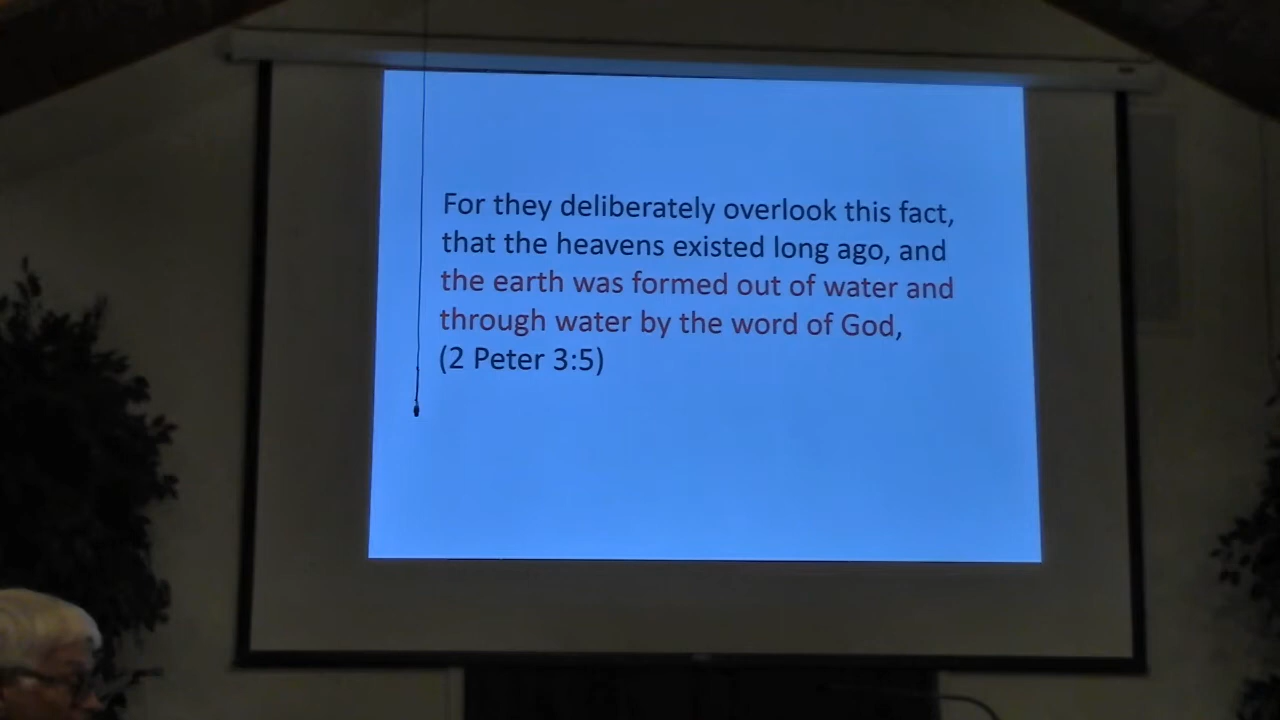 For they deliberately overlook this fact,
that the heavens existed long ago, and
the earth was formed out of water and
through water by the word of God,
(2 Peter 3:5)